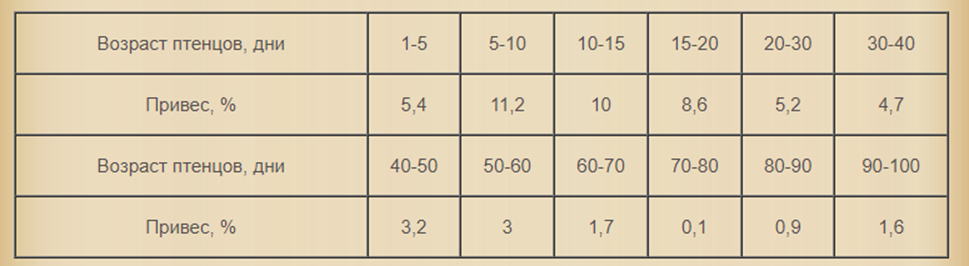 Возраст птенцов, дни 1-5 5-10 10-15 15-20 20-30 30-40
Привес, % 5,4 11,2 10 8,6 5,2 4,7
Возраст птенцов, дни 40-50 50-60 60-70 70-80 80-90 90-100
Привес, % 3,2 3 1,7 0,1 0,9 1,6